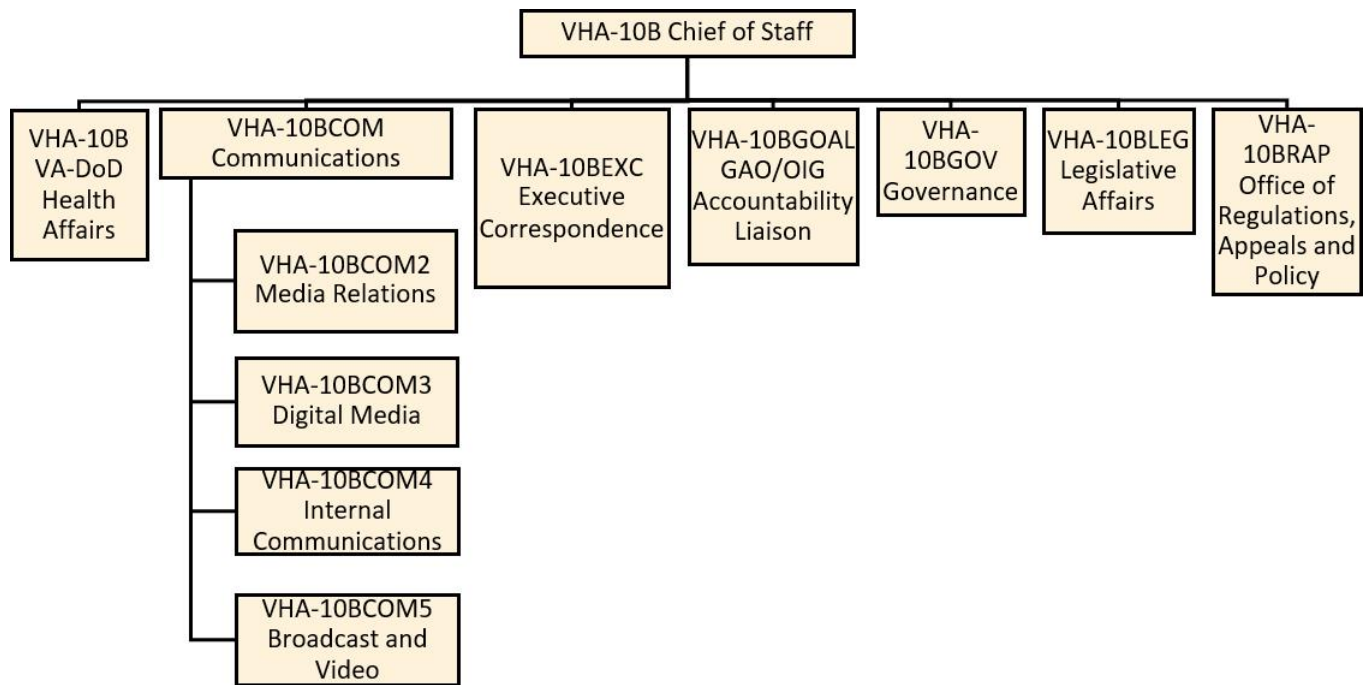 VHA-10B Chief of Staff
VHA-10B
VA-DoD
Health
Affairs
VHA-10BCOM
Communications
VHA-10BCOM2
Media Relations
VHA-10BCOM3
Digital Media
VHA-10BCOM4
Internal
Communications
VHA-10BCOM5
Broadcast and
Video
VHA-10BEXC
Executive
Correspondence
VHA-10BGOAL
GAO/OIG
Accountability
Liaison
VHA-
10BGOV
Governance
VHA-10BLEG
Legislative
Affairs
VHA-
10BRAP
Office of
Regulations,
Appeals and
Policy